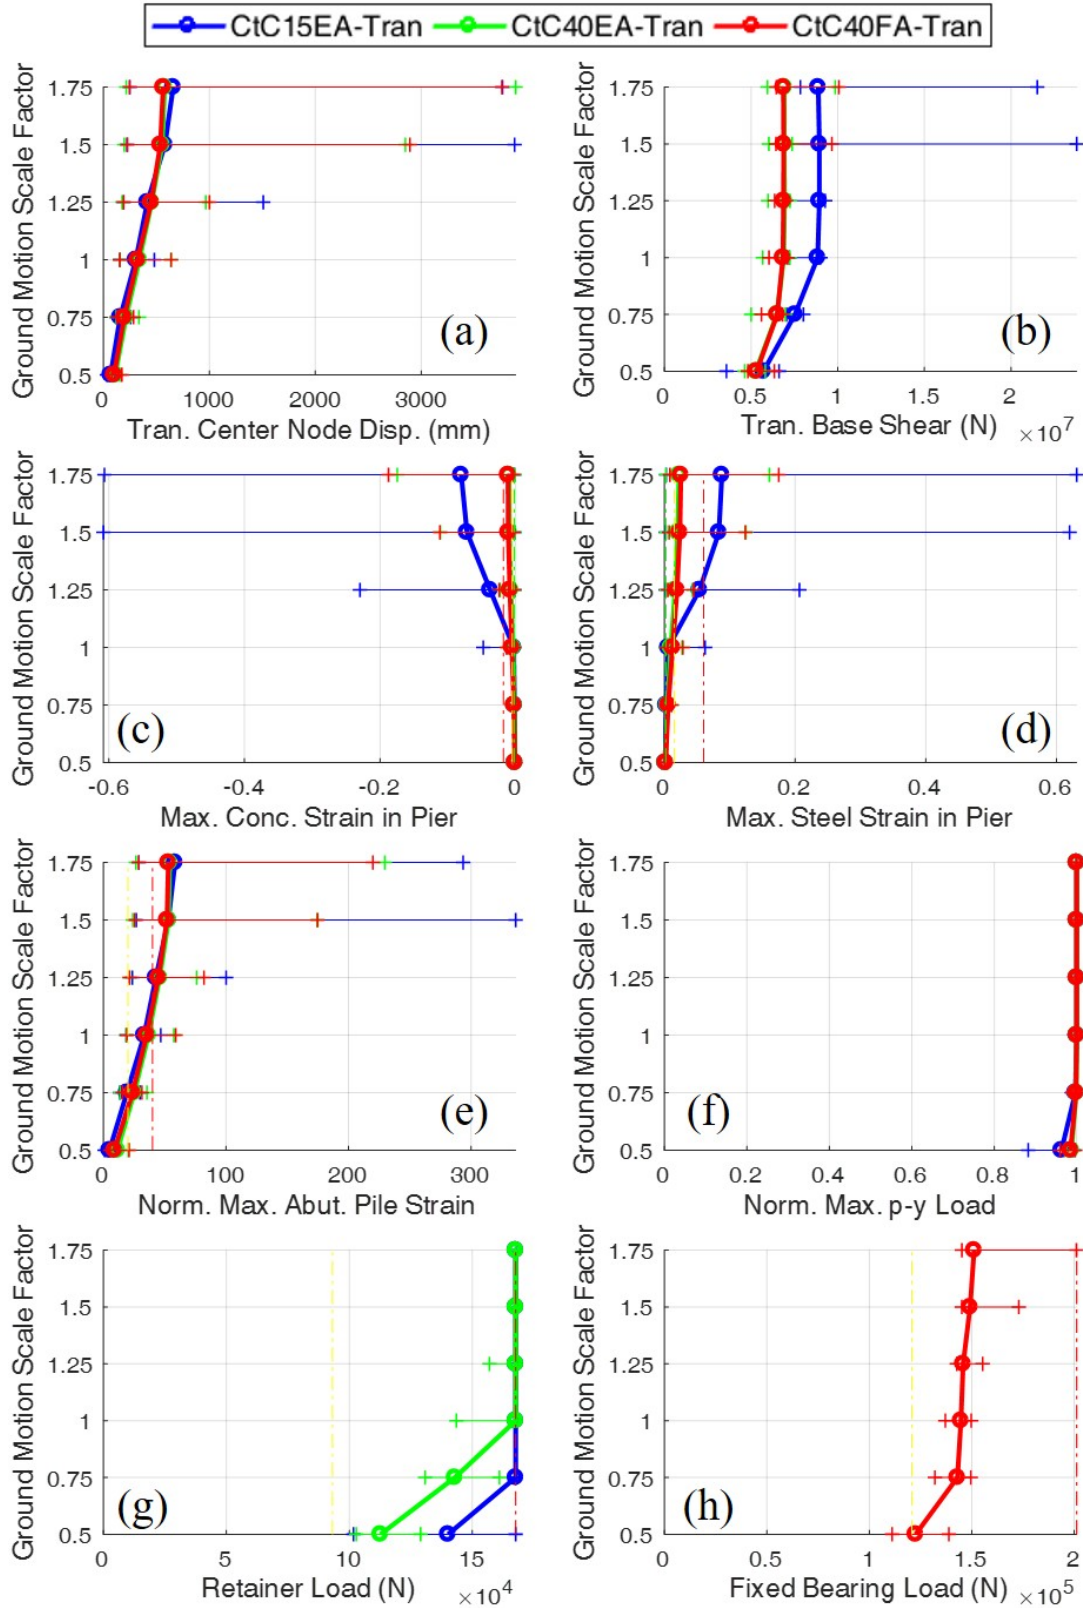 CtC15EA-Tran CtC40EA-Tran CtC40FA-Tran
Ground Motion Scale Factor
1.75
1.5
1.25
1
0.75
0.5
0 1000 2000 3000
Tran. Center Node Disp. (mm)
(a)
Ground Motion Scale Factor
1.75
1.5
1.25
1
0.75
0.5
0 0.5 1 1.5 2
Tran. Base Shear (N) ×10^7
(b)
Ground Motion Scale Factor
1.75
1.5
1.25
1
0.75
0.5
-0.6 -0.4 -0.2 0
Max. Conc. Strain in Pier
(c)
Ground Motion Scale Factor
1.75
1.5
1.25
1
0.75
0.5
0 0.2 0.4 0.6
Max. Steel Strain in Pier
(d)
Ground Motion Scale Factor
1.75
1.5
1.25
1
0.75
0.5
0 100 200 300
Norm. Max. Abut. Pile Strain
(e)
Ground Motion Scale Factor
1.75
1.5
1.25
1
0.75
0.5
0 0.2 0.4 0.6 0.8 1
Norm. Max. p-y Load
(f)
Ground Motion Scale Factor
1.75
1.5
1.25
1
0.75
0.5
0 5 10 15
Retainer Load (N) ×10^4
(g)
Ground Motion Scale Factor
1.75
1.5
1.25
1
0.75
0.5
0 0.5 1 1.5 2
Fixed Bearing Load (N) ×10^5
(h)